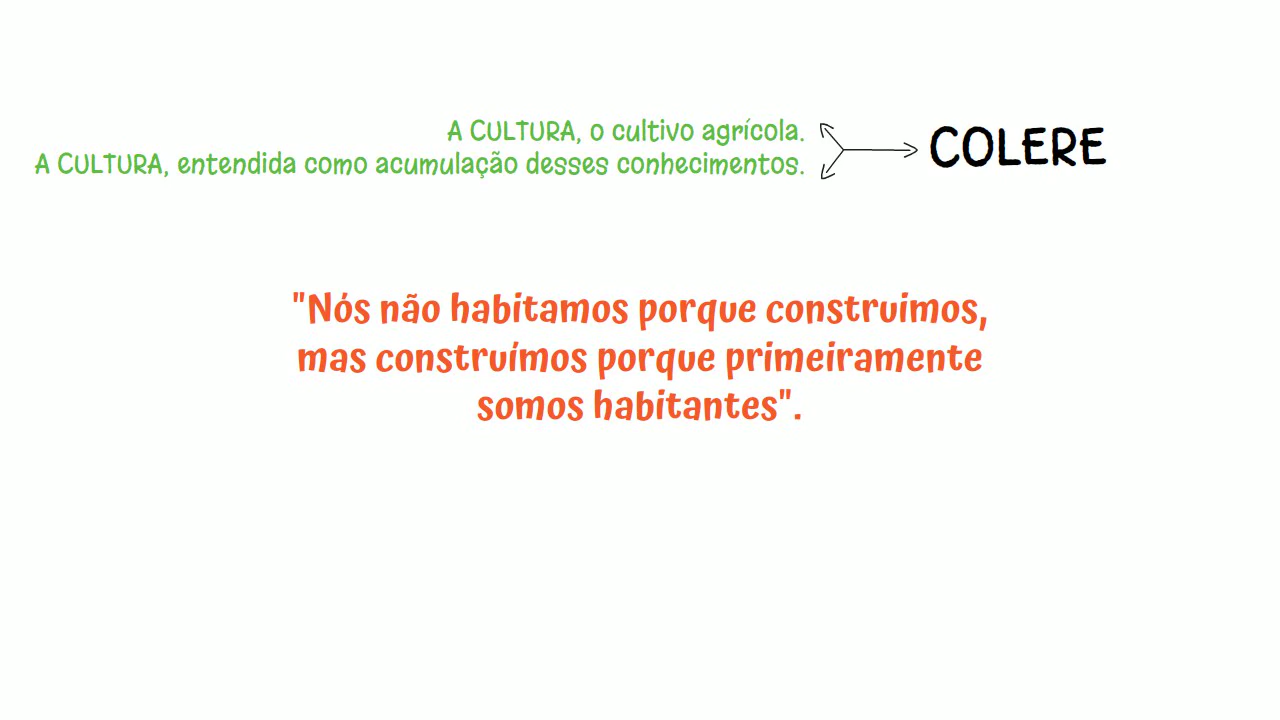 A CULTURA, o cultivo agrícola.
A CULTURA, entendida como acumulação desses conhecimentos.
COLERE
"Nós não habitamos porque construimos,
mas construímos porque primeiramente
somos habitantes".